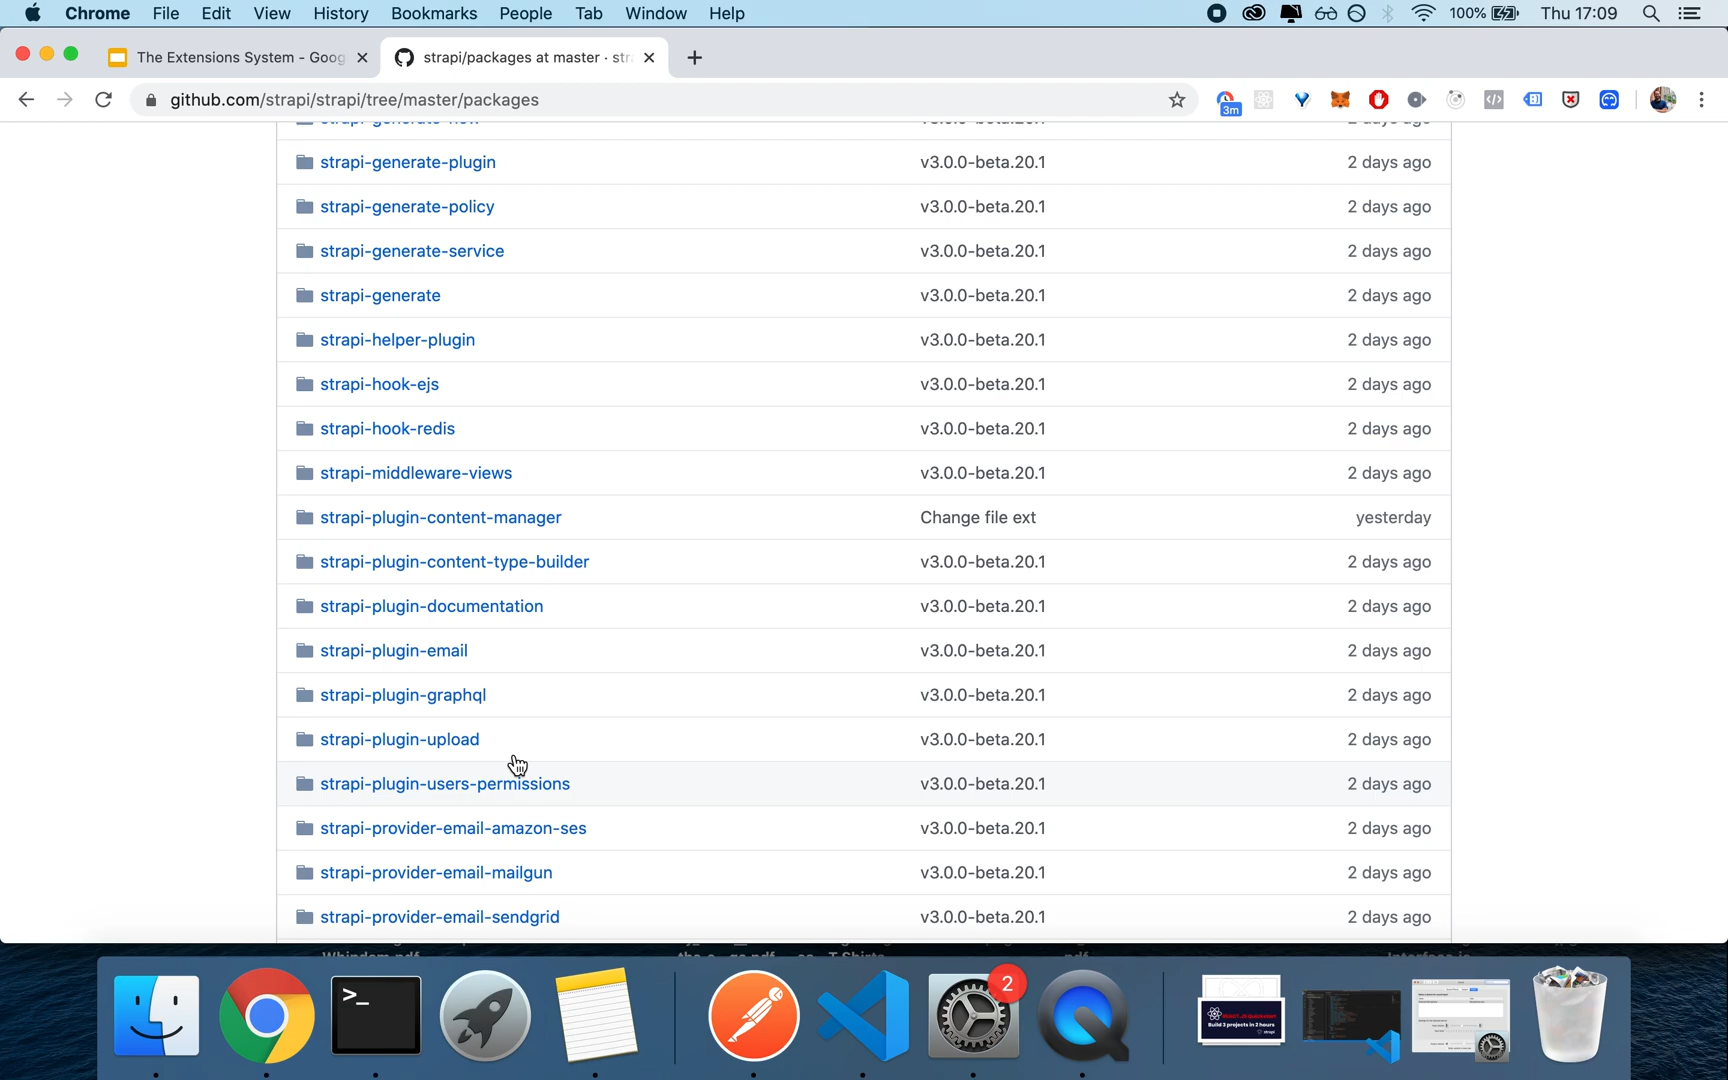 Chrome File Edit View History Bookmarks People Tab Window Help 100% Thu 17:09
The Extensions System - Goog strapi/packages at master · str
github.com/strapi/strapi/tree/master/packages 3m
strapi-generate-plugin v3.0.0-beta.20.1 2 days ago
strapi-generate-policy v3.0.0-beta.20.1 2 days ago
strapi-generate-service v3.0.0-beta.20.1 2 days ago
strapi-generate v3.0.0-beta.20.1 2 days ago
strapi-helper-plugin v3.0.0-beta.20.1 2 days ago
strapi-hook-ejs v3.0.0-beta.20.1 2 days ago
strapi-hook-redis v3.0.0-beta.20.1 2 days ago
strapi-middleware-views v3.0.0-beta.20.1 2 days ago
strapi-plugin-content-manager Change file ext yesterday
strapi-plugin-content-type-builder v3.0.0-beta.20.1 2 days ago
strapi-plugin-documentation v3.0.0-beta.20.1 2 days ago
strapi-plugin-email v3.0.0-beta.20.1 2 days ago
strapi-plugin-graphql v3.0.0-beta.20.1 2 days ago
strapi-plugin-upload v3.0.0-beta.20.1 2 days ago
strapi-plugin-users-permissions v3.0.0-beta.20.1 2 days ago
strapi-provider-email-amazon-ses v3.0.0-beta.20.1 2 days ago
strapi-provider-email-mailgun v3.0.0-beta.20.1 2 days ago
strapi-provider-email-sendgrid v3.0.0-beta.20.1 2 days ago
2
Build 3 projects in 2 hours
strapi